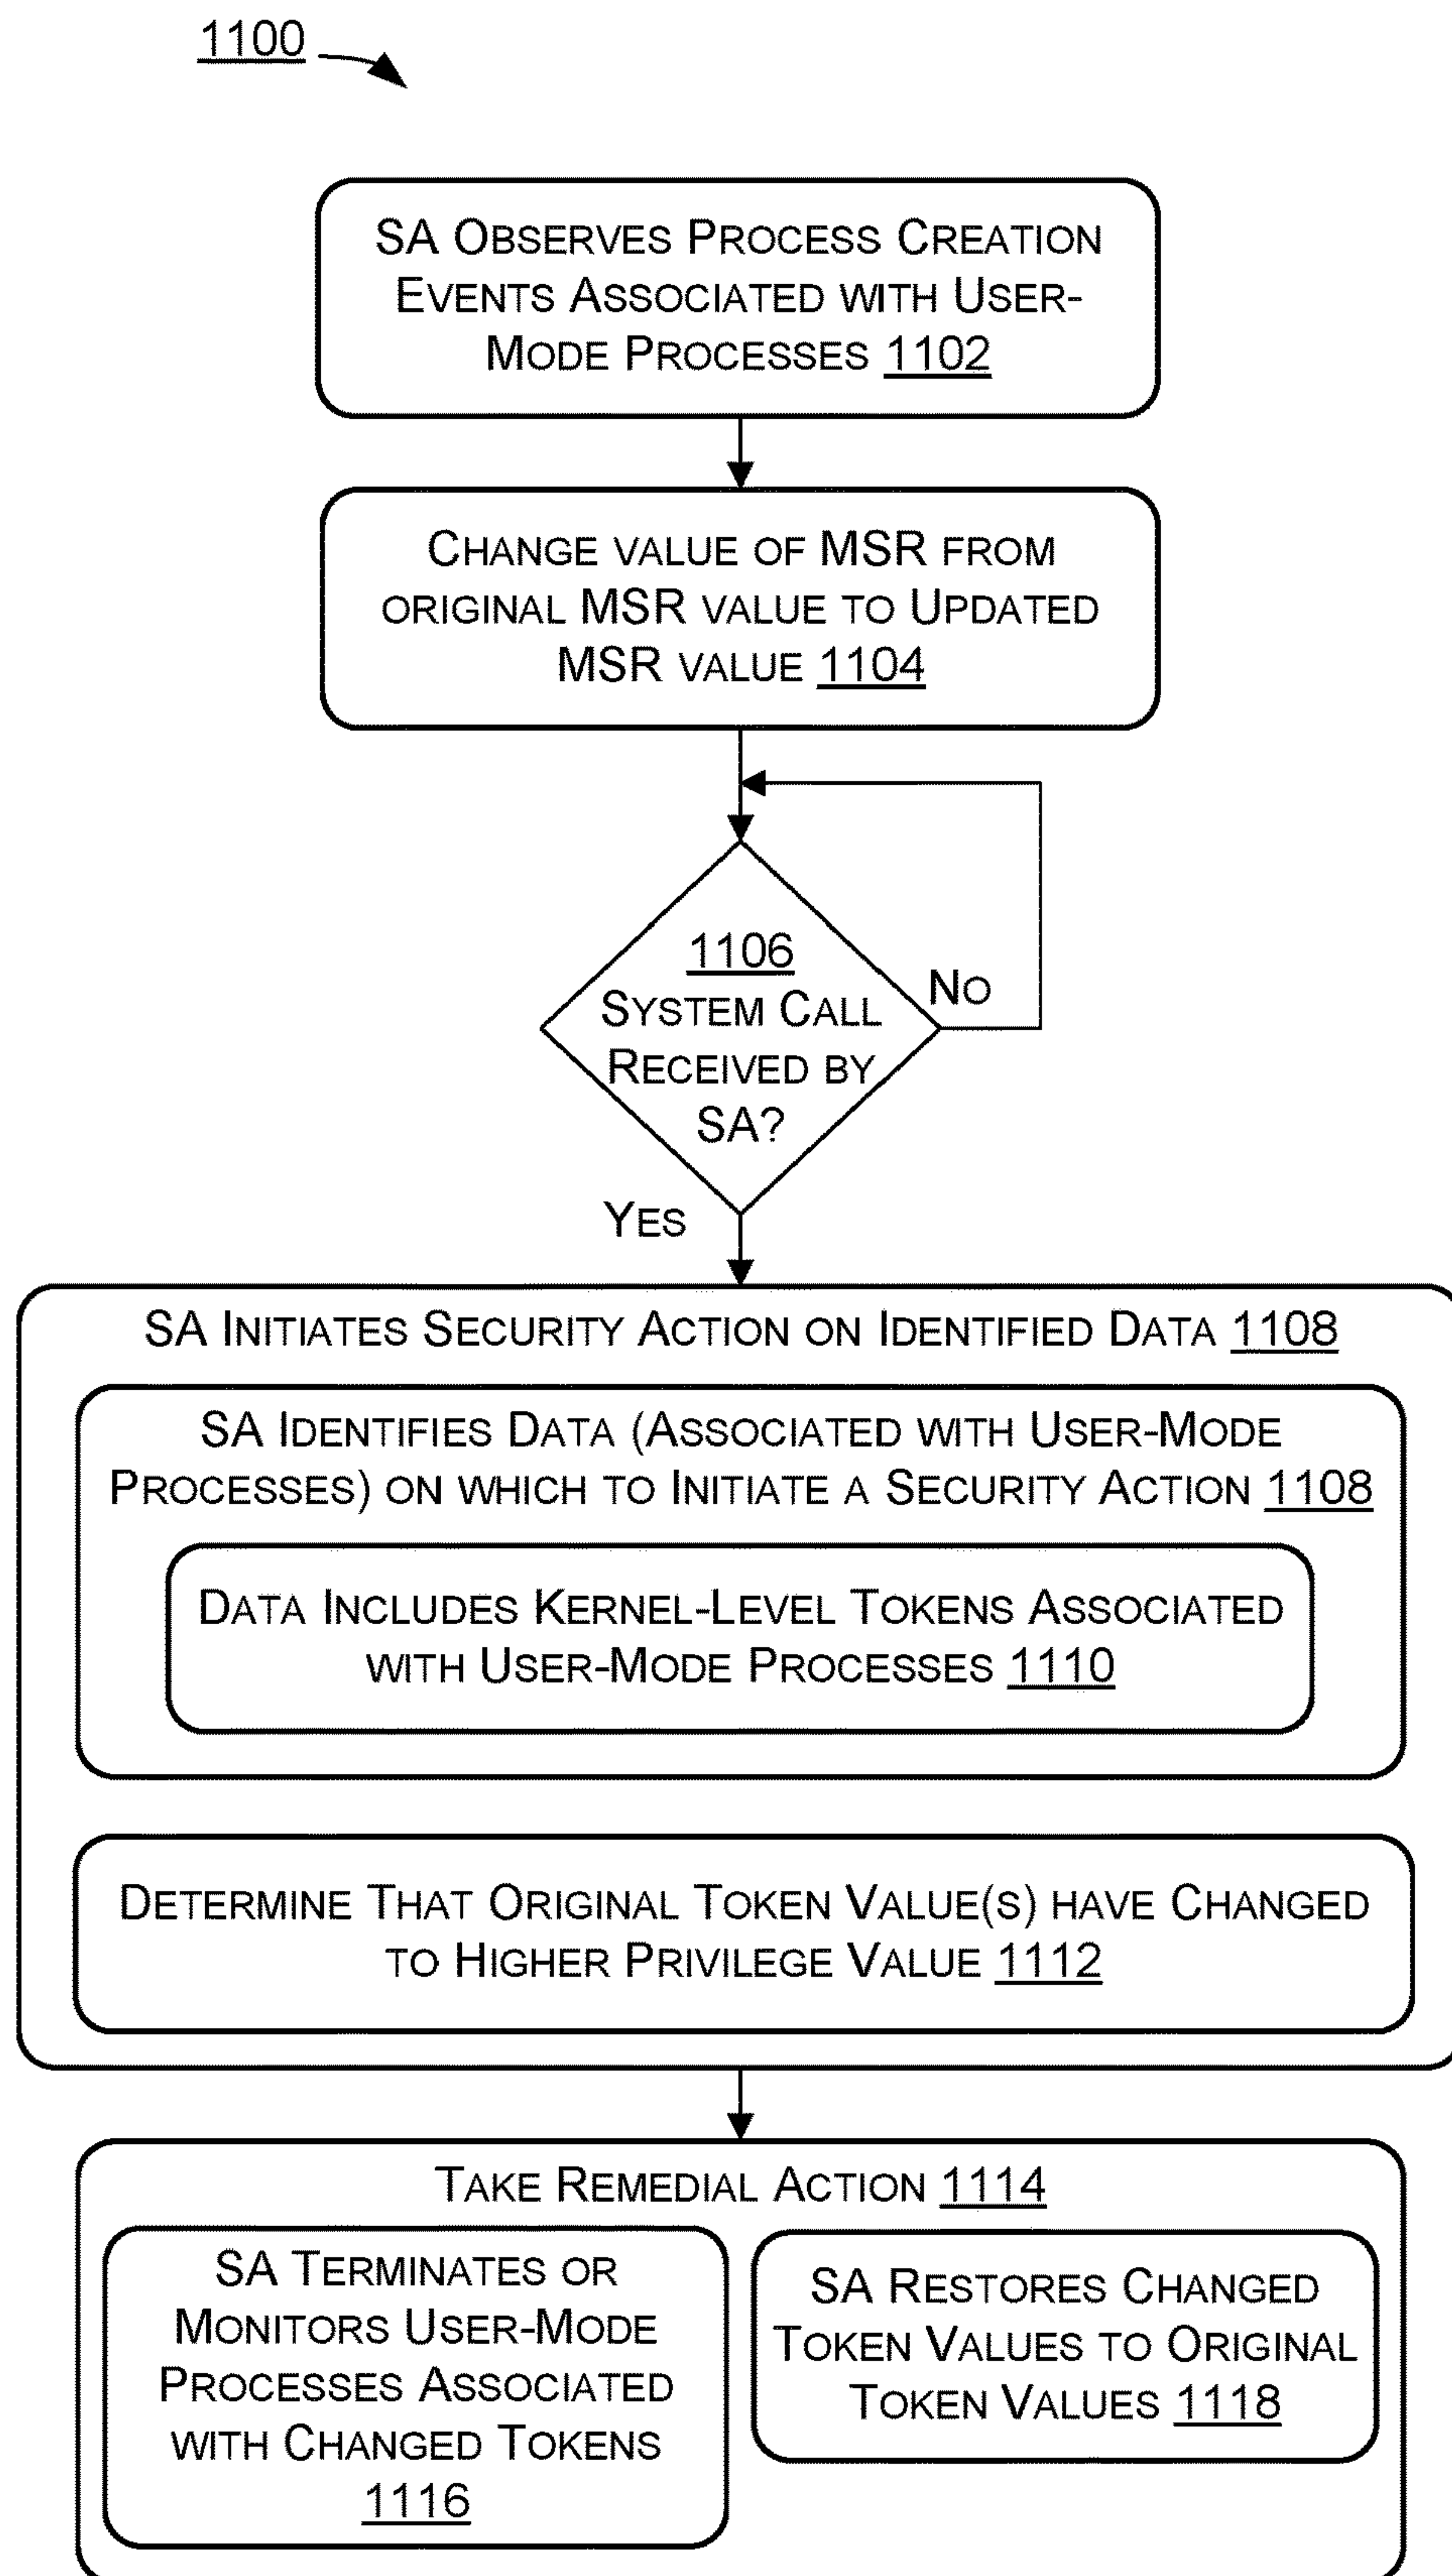 1100
SA Observes Process Creation
Events Associated with User-
Mode Processes 1102
Change value of MSR from
original MSR value to Updated
MSR value 1104
1106
System Call
Received by
SA?
No
Yes
SA Initiates Security Action on Identified Data 1108
SA Identifies Data (Associated with User-Mode
Processes) on which to Initiate a Security Action 1108
Data Includes Kernel-Level Tokens Associated
with User-Mode Processes 1110
Determine That Original Token Value(s) have Changed
to Higher Privilege Value 1112
Take Remedial Action 1114
SA Terminates or
Monitors User-Mode
Processes Associated
with Changed Tokens
1116
SA Restores Changed
Token Values to Original
Token Values 1118